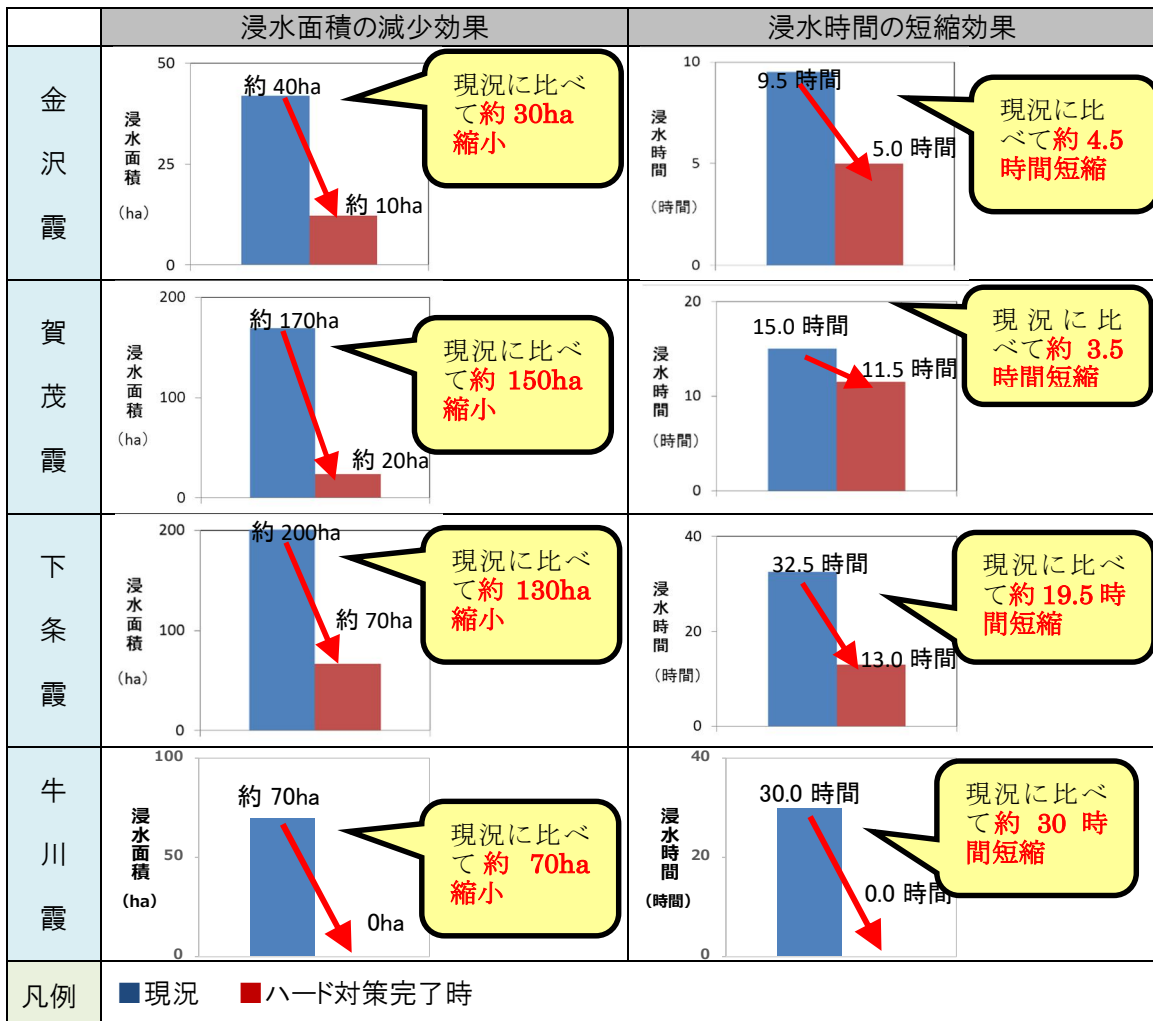 浸水面積の減少効果
浸水時間の短縮効果
金沢霞
浸水面積
(ha)
50
25
0
約 40ha
約 10ha
現況に比べ
て約 30ha
縮小
浸水時間
(時間)
10
5
0
9.5 時間
5.0 時間
現況に比
べて約 4.5
時間短縮
賀茂霞
浸水面積
(ha)
200
100
0
約 170ha
約 20ha
現況に比べ
て約 150ha
縮小
浸水時間
(時間)
20
10
0
15.0 時間
11.5 時間
現況に比
べて約 3.5
時間短縮
下条霞
浸水面積
(ha)
200
100
0
約 200ha
約 70ha
現況に比べ
て約 130ha
縮小
浸水時間
(時間)
40
20
0
32.5 時間
13.0 時間
現況に比べ
て約 19.5 時
間短縮
牛川霞
浸水面積
(ha)
100
50
0
約 70ha
0ha
現況に比べ
て約 70ha
縮小
浸水時間
(時間)
40
20
0
30.0 時間
0.0 時間
現況に比べ
て約 30 時
間短縮
凡例
■現況 ■ハード対策完了時